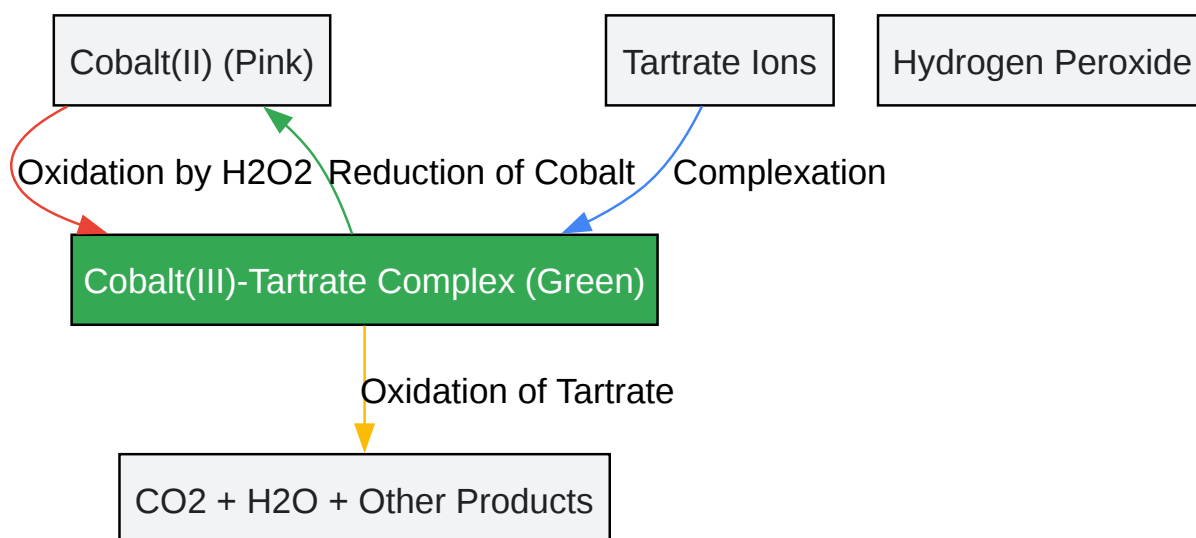 Cobalt(II) (Pink)
Tartrate Ions
Hydrogen Peroxide
Oxidation by H2O2
Reduction of Cobalt
Complexation
Cobalt(III)-Tartrate Complex (Green)
Oxidation of Tartrate
CO2 + H2O + Other Products